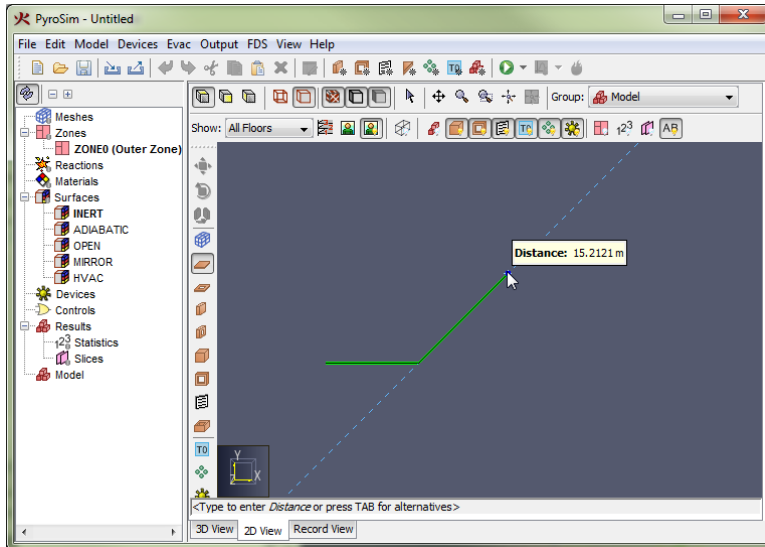 PyroSim - Untitled
File Edit Model Devices Evac Output FDS View Help
Group: Model
Show: All Floors
Meshes
Zones
ZONE0 (Outer Zone)
Reactions
Materials
Surfaces
INERT
ADIABATIC
OPEN
MIRROR
HVAC
Devices
Controls
Results
Statistics
Slices
Model
Distance: 15.2121 m
Y
Z X
<Type to enter Distance or press TAB for alternatives>
3D View 2D View Record View